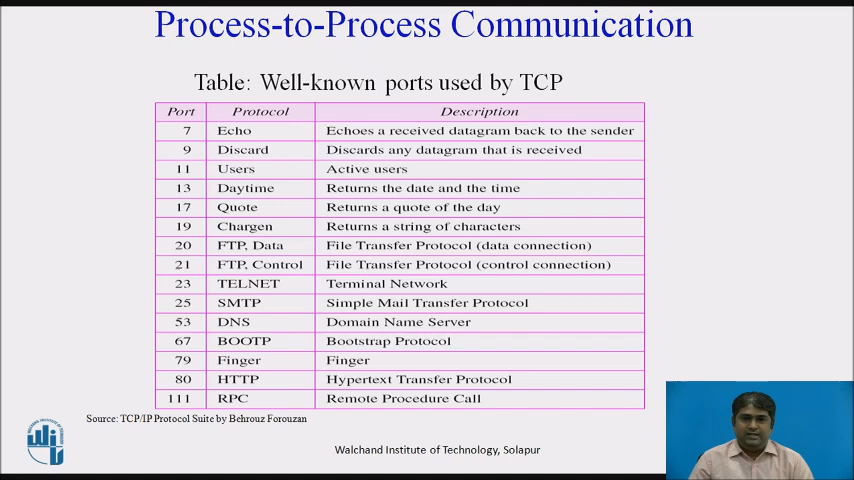 Process-to-Process Communication
Table: Well-known ports used by TCP
Port Protocol Description
7 Echo Echoes a received datagram back to the sender
9 Discard Discards any datagram that is received
11 Users Active users
13 Daytime Returns the date and the time
17 Quote Returns a quote of the day
19 Chargen Returns a string of characters
20 FTP, Data File Transfer Protocol (data connection)
21 FTP, Control File Transfer Protocol (control connection)
23 TELNET Terminal Network
25 SMTP Simple Mail Transfer Protocol
53 DNS Domain Name Server
67 BOOTP Bootstrap Protocol
79 Finger Finger
80 HTTP Hypertext Transfer Protocol
111 RPC Remote Procedure Call
Source: TCP/IP Protocol Suite by Behrouz Forouzan
Walchand Institute of Technology, Solapur